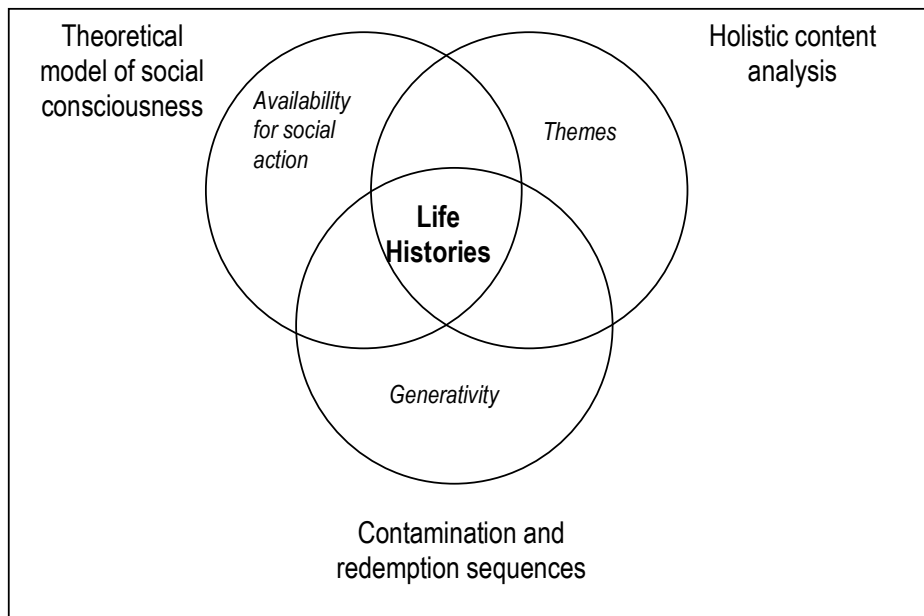 Theoretical
model of social
consciousness
Holistic content
analysis
Availability
for social
action
Themes
Life
Histories
Generativity
Contamination and
redemption sequences